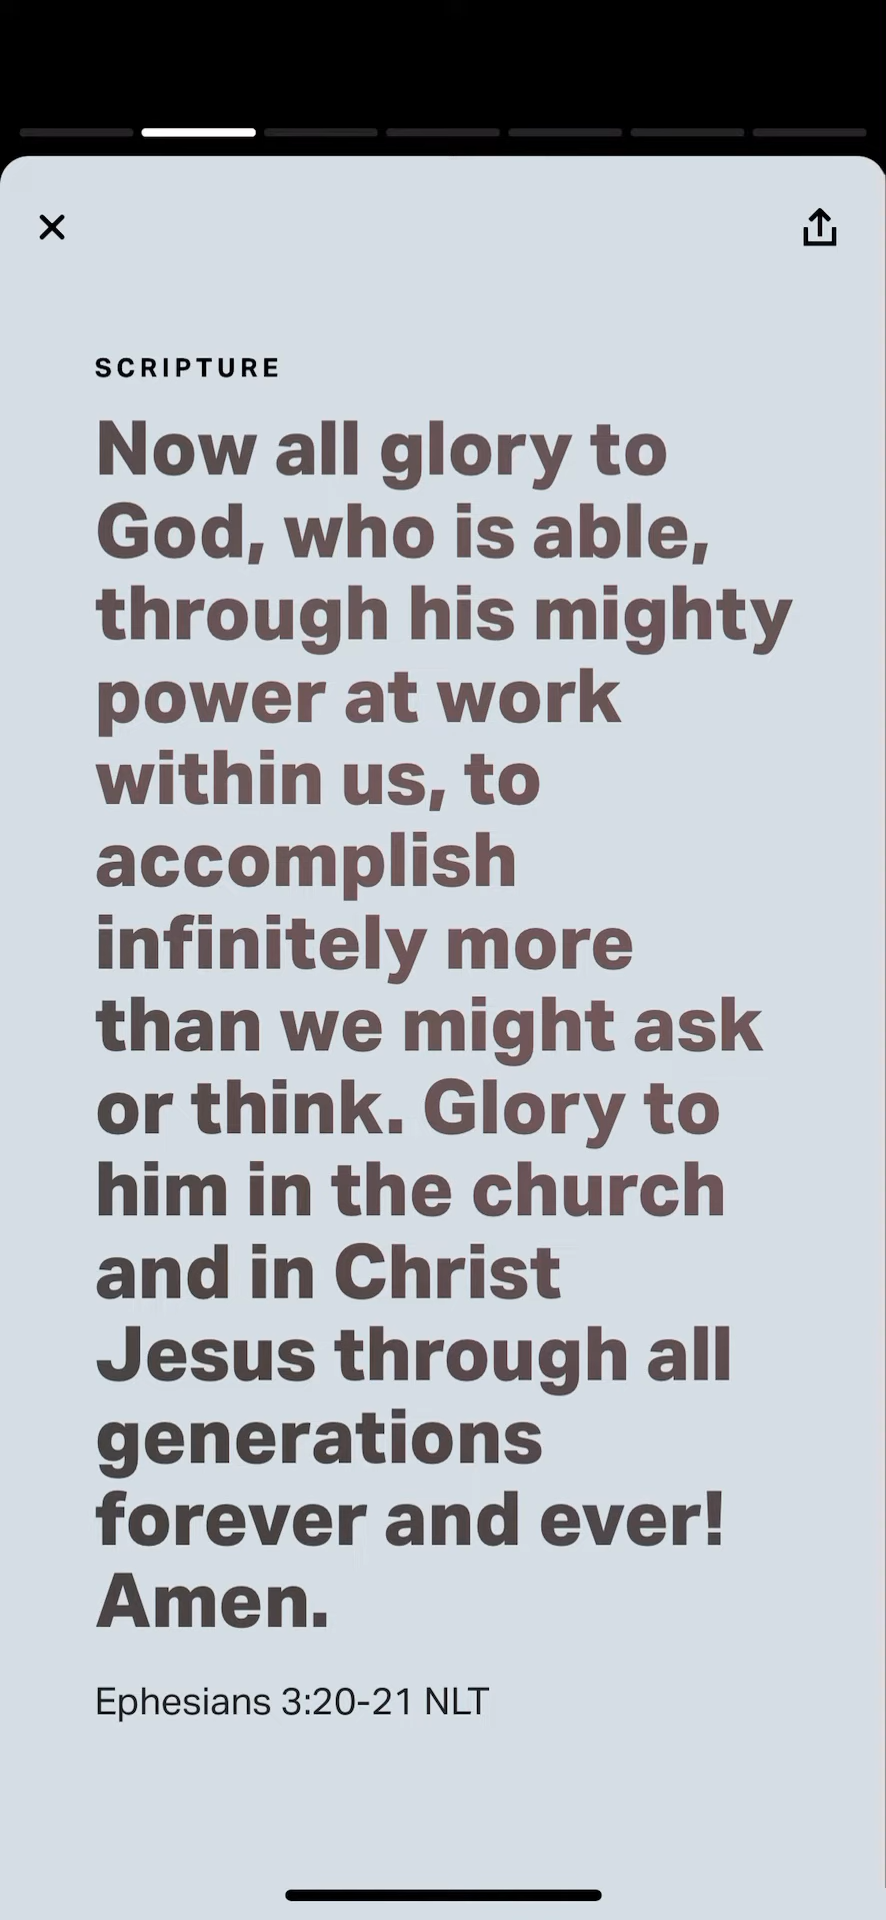 SCRIPTURE
Now all glory to
God, who is able,
through his mighty
power at work
within us, to
accomplish
infinitely more
than we might ask
or think. Glory to
him in the church
and in Christ
Jesus through all
generations
forever and ever!
Amen.
Ephesians 3:20-21 NLT